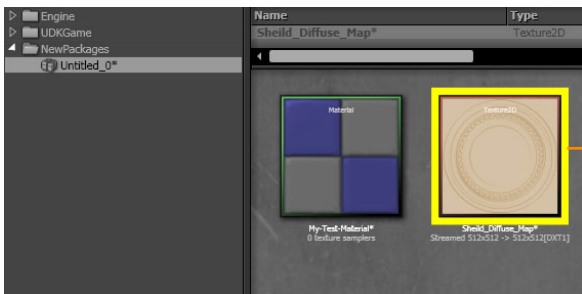 Engine
UDKGame
NewPackages
Untitled_0*
Name Type
Sheild_Diffuse_Map* Texture2D
Material
Texture2D
My-Test-Material*
0 texture samplers
Sheild_Diffuse_Map*
Streamed 512x512 -> 512x512[DXT1]